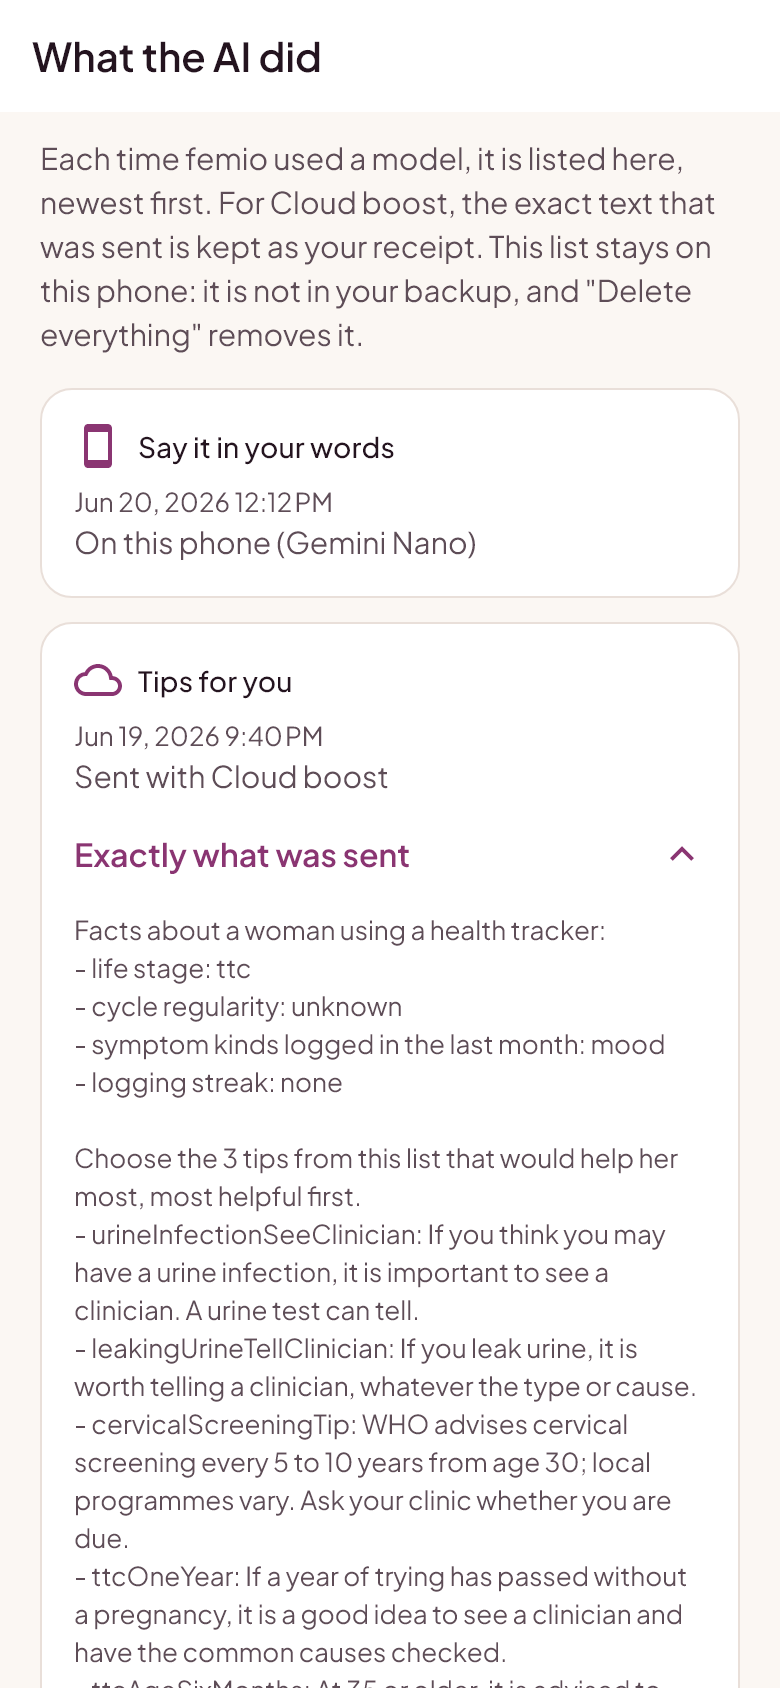 What the AI did
Each time femio used a model, it is listed here,
newest first. For Cloud boost, the exact text that
was sent is kept as your receipt. This list stays on
this phone: it is not in your backup, and "Delete
everything" removes it.
Say it in your words
Jun 20, 2026 12:12 PM
On this phone (Gemini Nano)
Tips for you
Jun 19, 2026 9:40 PM
Sent with Cloud boost
Exactly what was sent
Facts about a woman using a health tracker:
- life stage: ttc
- cycle regularity: unknown
- symptom kinds logged in the last month: mood
- logging streak: none
Choose the 3 tips from this list that would help her
most, most helpful first.
- urineInfectionSeeClinician: If you think you may
have a urine infection, it is important to see a
clinician. A urine test can tell.
- leakingUrineTellClinician: If you leak urine, it is
worth telling a clinician, whatever the type or cause.
- cervicalScreeningTip: WHO advises cervical
screening every 5 to 10 years from age 30; local
programmes vary. Ask your clinic whether you are
due.
- ttcOneYear: If a year of trying has passed without
a pregnancy, it is a good idea to see a clinician and
have the common causes checked.
- ttcAgeSixMonths: At 35 or older, it is advised to